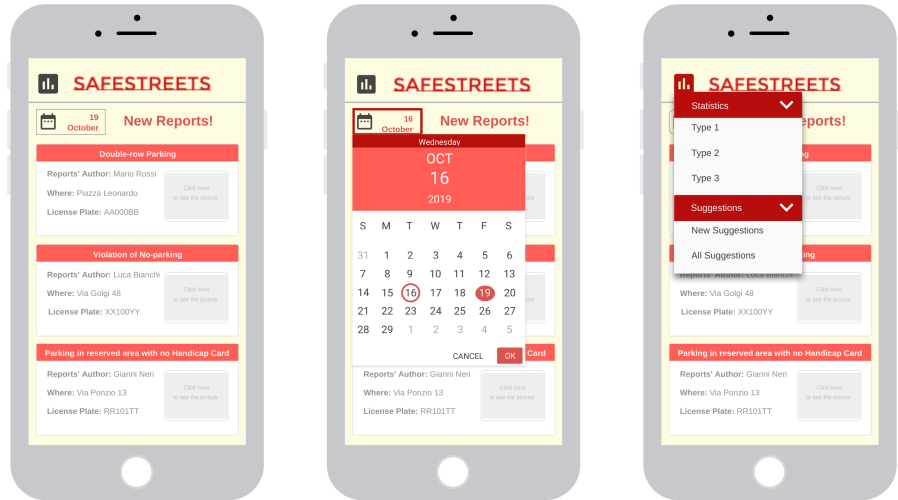 SAFESTREETS
19
October
New Reports!
Double-row Parking
Reports' Author: Mario Rossi
Where: Piazza Leonardo
License Plate: AA000BB
Click here
to see the picture
Violation of No-parking
Reports' Author: Luca Bianchi
Where: Via Golgi 48
License Plate: XX100YY
Click here
to see the picture
Parking in reserved area with no Handicap Card
Reports' Author: Gianni Neri
Where: Via Ponzio 13
License Plate: RR101TT
Click here
to see the picture
SAFESTREETS
16
October
New Reports!
Wednesday
OCT
16
2019
S M T W T F S
31 1 2 3 4 5 6
7 8 9 10 11 12 13
14 15 16 17 18 19 20
21 22 23 24 25 26 27
28 29 1 2 3 4 5
CANCEL OK
Card
Reports' Author: Gianni Neri
Where: Via Ponzio 13
License Plate: RR101TT
Click here
to see the picture
SAFESTREETS
Statistics
Type 1
Type 2
Type 3
Suggestions
New Suggestions
All Suggestions
Reports' Author: Luca Bianchi
Where: Via Golgi 48
License Plate: XX100YY
Click here
to see the picture
Parking in reserved area with no Handicap Card
Reports' Author: Gianni Neri
Where: Via Ponzio 13
License Plate: RR101TT
Click here
to see the picture